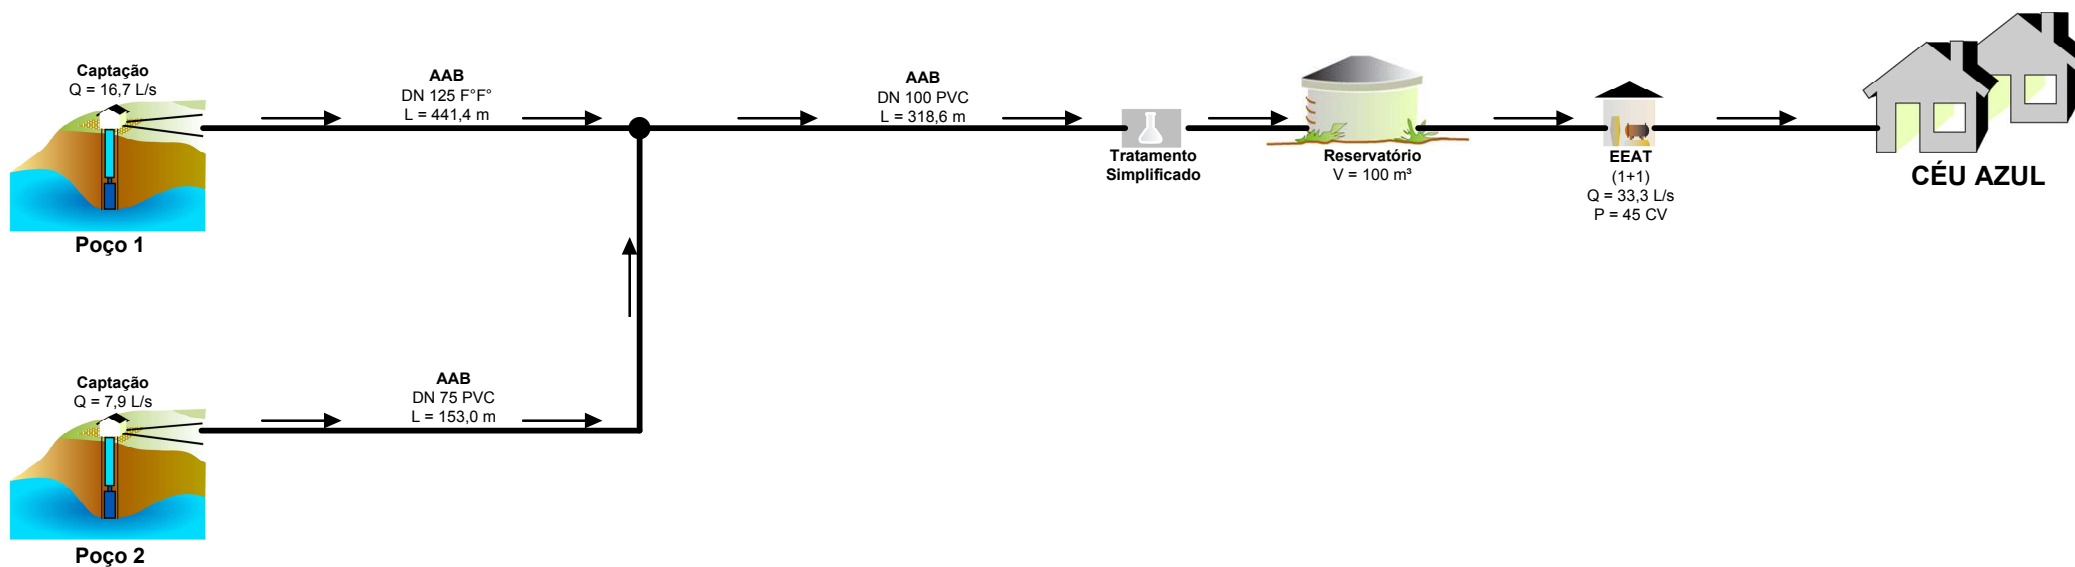 Captação
Q = 16,7 L/s
Poço 1
AAB
DN 125 F°F°
L = 441,4 m
AAB
DN 100 PVC
L = 318,6 m
Tratamento
Simplificado
Reservatório
V = 100 m³
EEAT
(1+1)
Q = 33,3 L/s
P = 45 CV
CÉU AZUL
Captação
Q = 7,9 L/s
Poço 2
AAB
DN 75 PVC
L = 153,0 m